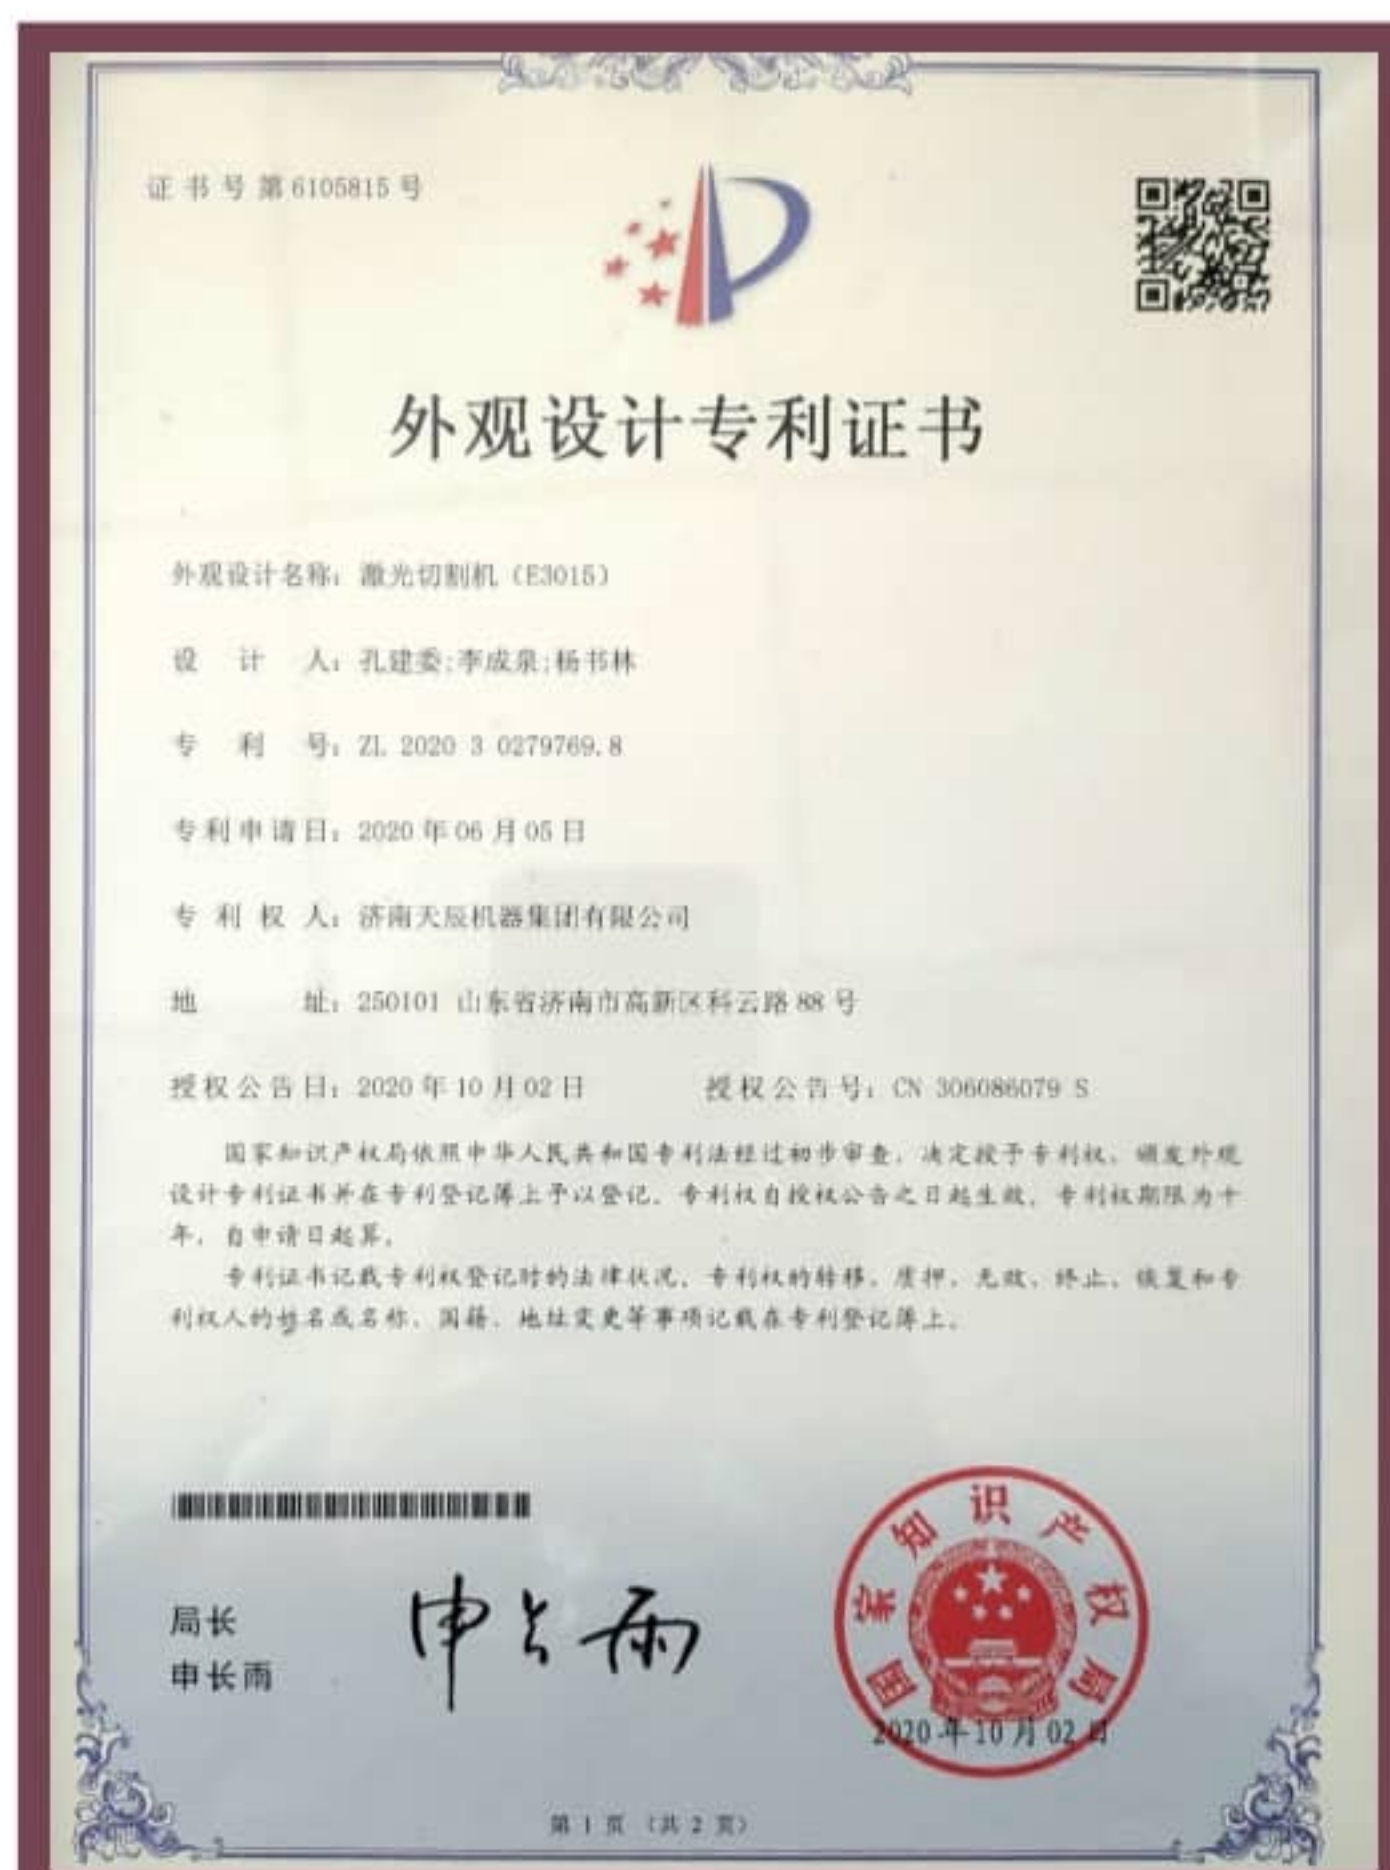 证书号第6105815号
外观设计专利证书
外观设计名称：激光切割机（E3015）
设计人：孔建委;李成泉;杨书林
专利号：ZL 2020 3 0279769.8
专利申请日：2020年06月05日
专利权人：济南天辰机器集团有限公司
地址：250101 山东省济南市高新区科云路88号
授权公告日：2020年10月02日 授权公告号：CN 306086079 S
国家知识产权局依照中华人民共和国专利法经过初步审查，决定授予专利权，颁发外观
设计专利证书并在专利登记簿上予以登记。专利权自授权公告之日起生效。专利权期限为十
年，自申请日起算。
专利证书记载专利权登记时的法律状况。专利权的转移、质押、无效、终止、恢复和专
利权人的姓名或名称、国籍、地址变更等事项记载在专利登记簿上。
局长
申长雨
申长雨
国家知识产权局
2020年10月02日
第 1 页 （共 2 页）